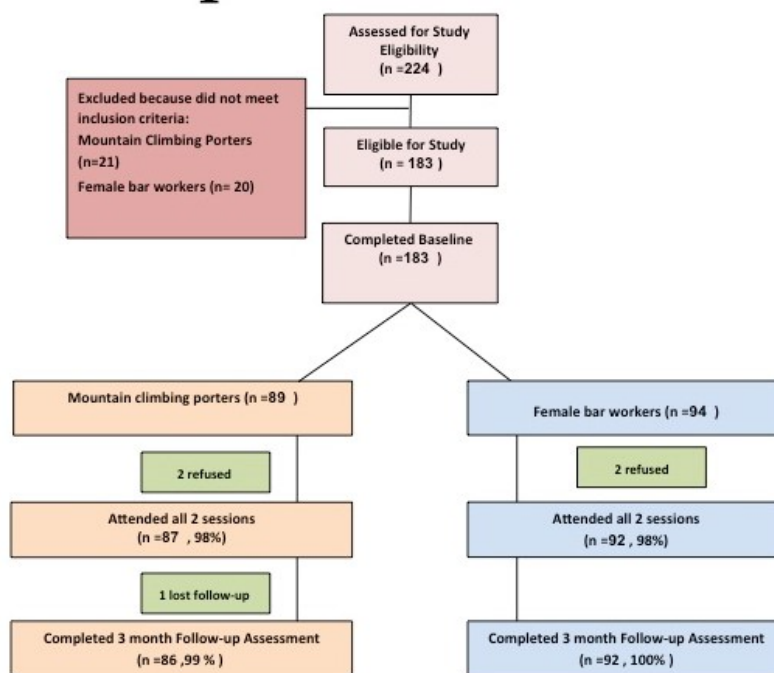 Assessed for Study
Eligibility
(n =224 )
Excluded because did not meet
inclusion criteria:
Mountain Climbing Porters
(n=21)
Female bar workers (n= 20)
Eligible for Study
(n = 183 )
Completed Baseline
(n =183 )
Mountain climbing porters (n =89 )
Female bar workers (n =94 )
2 refused
2 refused
Attended all 2 sessions
(n =87 , 98%)
Attended all 2 sessions
(n =92 , 98%)
1 lost follow-up
Completed 3 month Follow-up Assessment
(n =86 ,99 % )
Completed 3 month Follow-up Assessment
(n =92 , 100% )